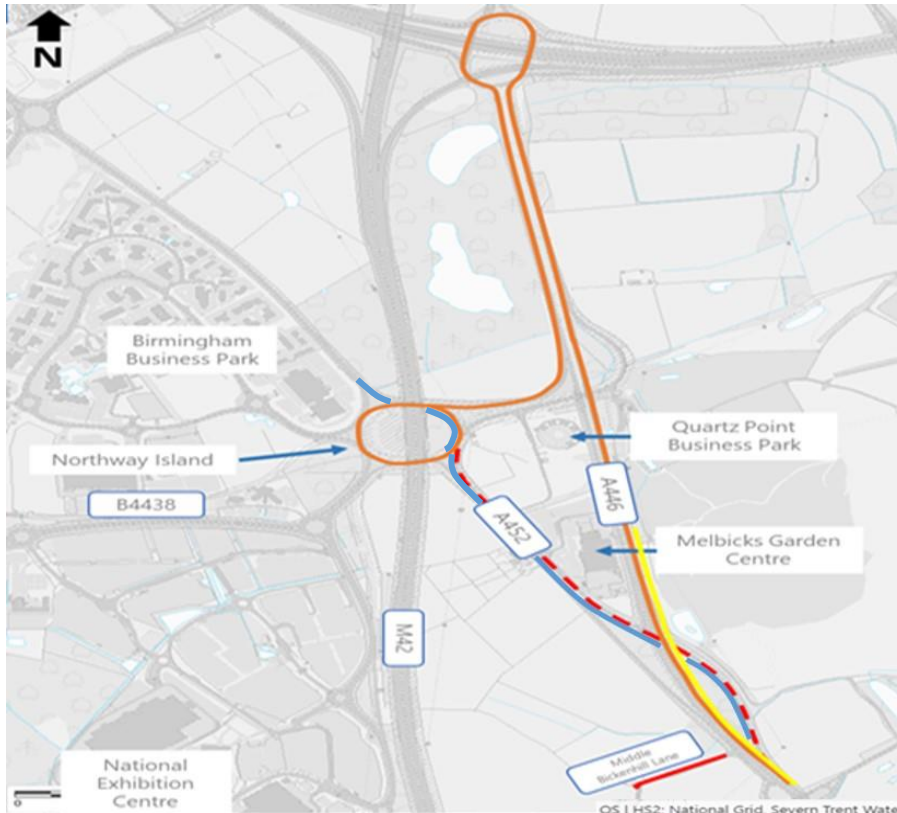 N
Birmingham
Business Park
Northway Island
B4438
A452
A446
M42
Quartz Point
Business Park
Melbicks Garden
Centre
Middle
Bickenhill Lane
National
Exhibition
Centre
0
OS | HS2; National Grid, Severn Trent Wate